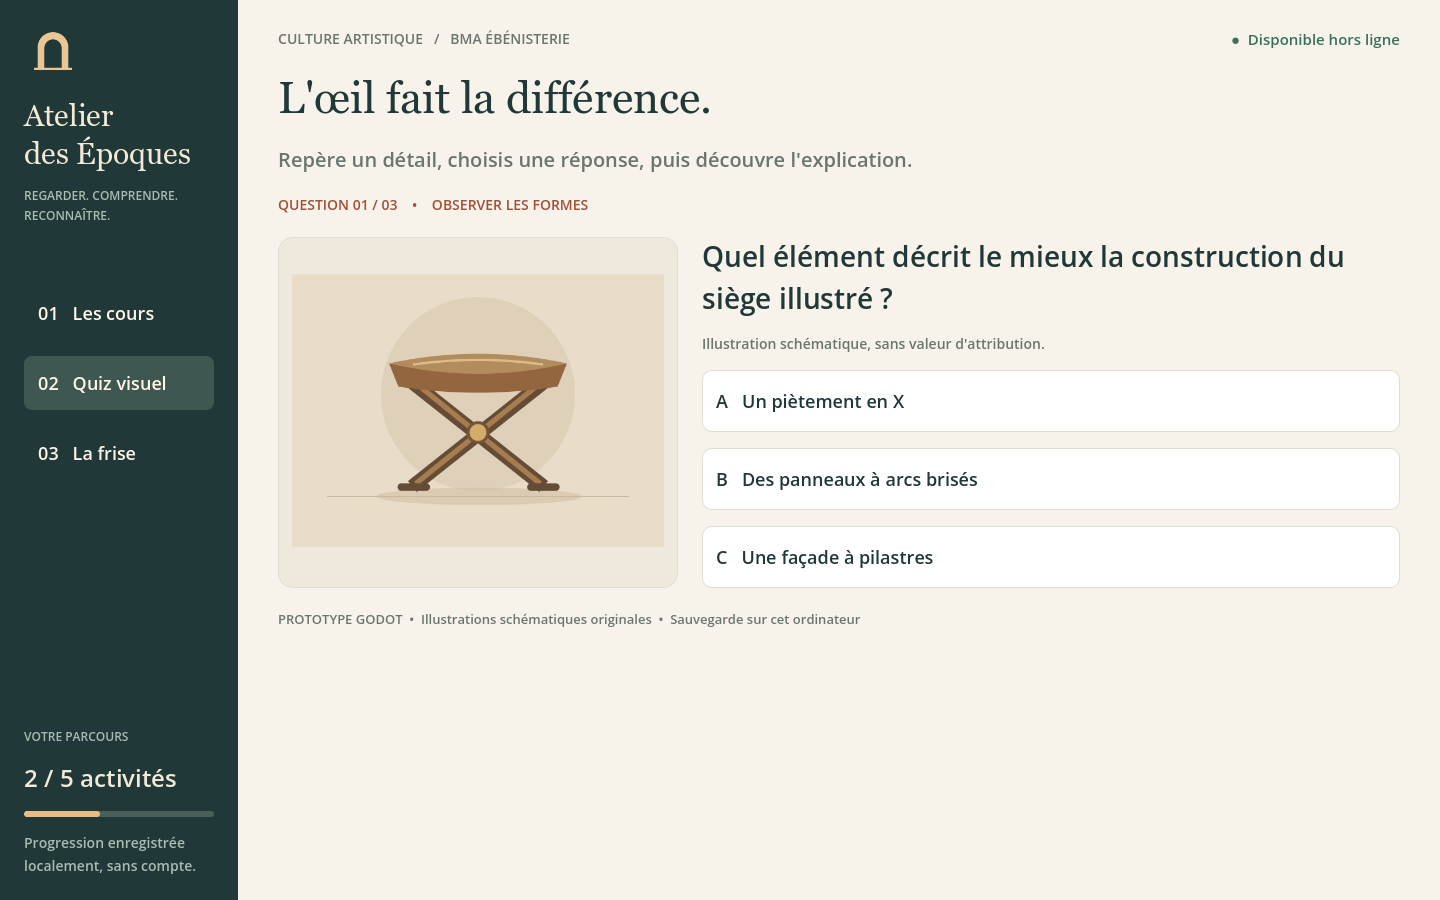 Atelier
des Époques
REGARDER. COMPRENDRE.
RECONNAÎTRE.
01 Les cours
02 Quiz visuel
03 La frise
VOTRE PARCOURS
2 / 5 activités
Progression enregistrée
localement, sans compte.
CULTURE ARTISTIQUE / BMA ÉBÉNISTERIE
● Disponible hors ligne
L'œil fait la différence.
Repère un détail, choisis une réponse, puis découvre l'explication.
QUESTION 01 / 03 • OBSERVER LES FORMES
Quel élément décrit le mieux la construction du
siège illustré ?
Illustration schématique, sans valeur d'attribution.
A Un piètement en X
B Des panneaux à arcs brisés
C Une façade à pilastres
PROTOTYPE GODOT • Illustrations schématiques originales • Sauvegarde sur cet ordinateur